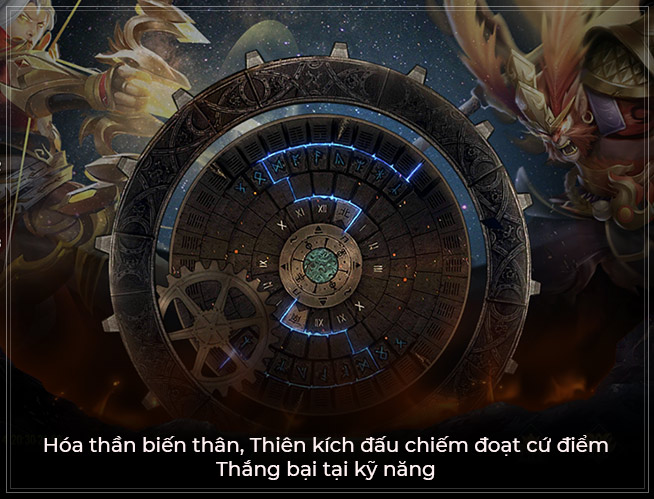 Hóa thần biến thân, Thiên kích đấu chiếm đoạt cứ điểm
Thắng bại tại kỹ năng